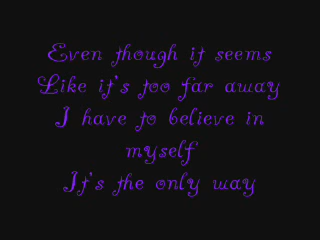 Even though it seems
Like it's too far away
I have to believe in
myself
It's the only way